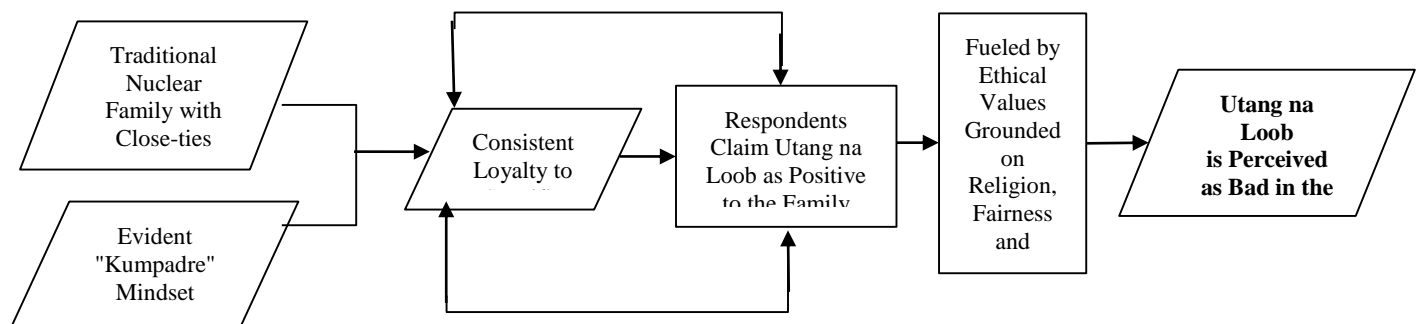 Traditional
Nuclear
Family with
Close-ties
Evident
"Kumpadre"
Mindset
Consistent
Loyalty to
Respondents
Claim Utang na
Loob as Positive
to the Family
Fueled by
Ethical
Values
Grounded
on
Religion,
Fairness
and
Utang na
Loob
is Perceived
as Bad in the